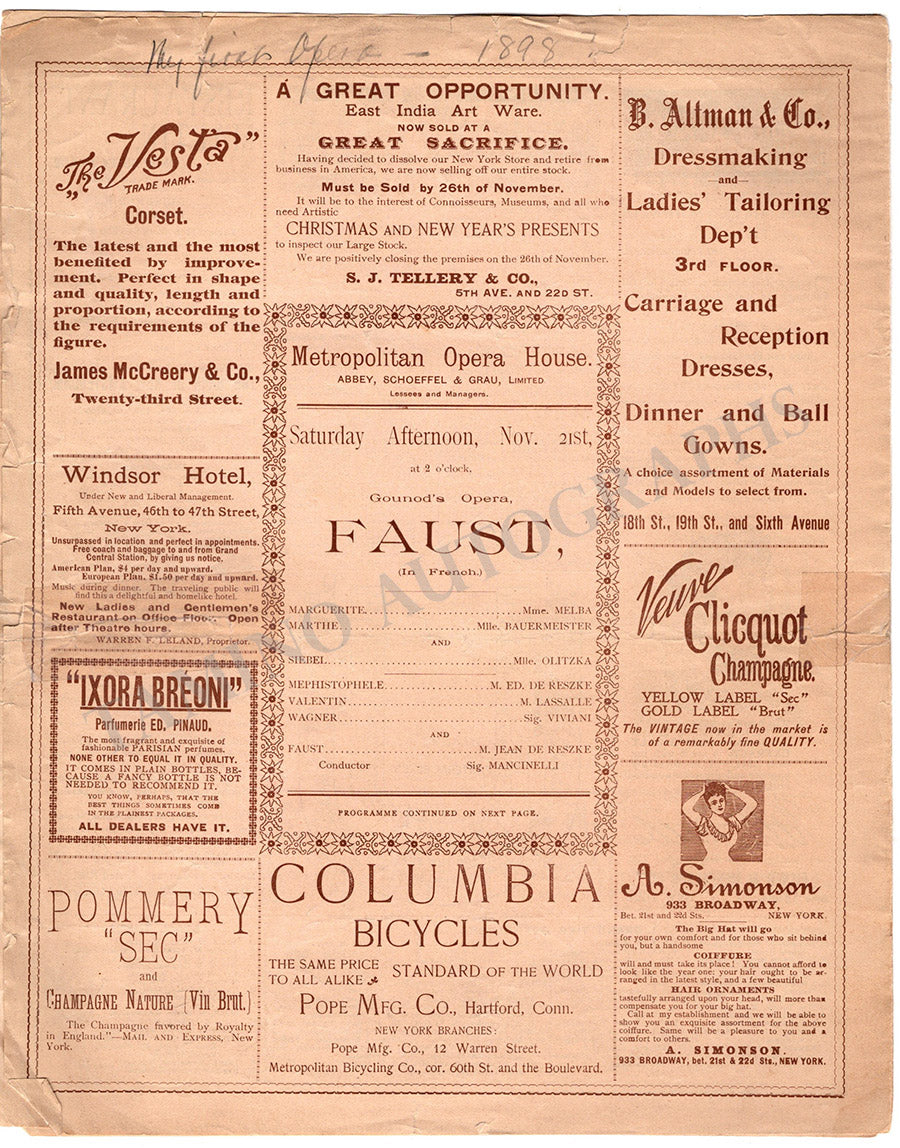 My first Opera - 1898?
"The Vesta"
TRADE MARK.
Corset.
The latest and the most
benefited by improve-
ment. Perfect in shape
and quality, length and
proportion, according to
the requirements of the
figure.
James McCreery & Co.,
Twenty-third Street.
Windsor Hotel,
Under New and Liberal Management.
Fifth Avenue, 46th to 47th Street,
New York.
Unsurpassed in location and perfect in appointments.
Free coach and baggage to and from Grand
Central Station, by giving us notice.
American Plan, $4 per day and upward.
European Plan, $1.50 per day and upward.
Music during dinner. The traveling public will
find this a delightful and homelike hotel.
New Ladies and Gentlemen's
Restaurant on Office Floor. Open
after Theatre hours.
WARREN F. LELAND, Proprietor.
"IXORA BRÉONI"
Parfumerie ED. PINAUD.
The most fragrant and exquisite of
fashionable PARISIAN perfumes.
NONE OTHER TO EQUAL IT IN QUALITY.
IT COMES IN PLAIN BOTTLES, BE-
CAUSE A FANCY BOTTLE IS NOT
NEEDED TO RECOMMEND IT.
YOU KNOW, PERHAPS, THAT THE
BEST THINGS SOMETIMES COME
IN THE PLAINEST PACKAGES.
ALL DEALERS HAVE IT.
POMMERY
"SEC"
and
CHAMPAGNE NATURE (VIN BRUT.)
The Champagne favored by Royalty
in England."—MAIL AND EXPRESS, New
York.
A GREAT OPPORTUNITY.
East India Art Ware.
NOW SOLD AT A
GREAT SACRIFICE.
Having decided to dissolve our New York Store and retire from
business in America, we are now selling off our entire stock.
Must be Sold by 26th of November.
It will be to the interest of Connoisseurs, Museums, and all who
need Artistic
CHRISTMAS AND NEW YEAR'S PRESENTS
to inspect our Large Stock.
We are positively closing the premises on the 26th of November.
S. J. TELLERY & CO.,
5TH AVE. AND 22D ST.
Metropolitan Opera House.
ABBEY, SCHOEFFEL & GRAU, LIMITED
Lessees and Managers.
Saturday Afternoon, Nov. 21st,
at 2 o'clock,
Gounod's Opera,
FAUST,
(In French.)
MARGUERITE.................Mme. MELBA
MARTHE.................Mlle. BAUERMEISTER
AND
SIEBEL.................Mlle. OLITZKA
MEPHISTOPHELE.................M. ED. DE RESZKE
VALENTIN.................M. LASSALLE
WAGNER.................Sig. VIVIANI
AND
FAUST.................M. JEAN DE RESZKE
Conductor ........ Sig. MANCINELLI
PROGRAMME CONTINUED ON NEXT PAGE.
COLUMBIA
BICYCLES
THE SAME PRICE
TO ALL ALIKE
STANDARD OF THE WORLD
POPE MFG. CO., Hartford, Conn.
NEW YORK BRANCHES:
Pope Mfg. Co., 12 Warren Street.
Metropolitan Bicycling Co., cor. 60th St. and the Boulevard.
B. Altman & Co.,
Dressmaking
—and—
Ladies' Tailoring
Dep't
3RD FLOOR.
Carriage and
Reception
Dresses,
Dinner and Ball
Gowns.
A choice assortment of Materials
and Models to select from.
18th St., 19th St., and Sixth Avenue
Veuve
Clicquot
Champagne.
YELLOW LABEL "Sec"
GOLD LABEL "Brut"
The VINTAGE now in the market is
of a remarkably fine QUALITY.
A. Simonson
933 BROADWAY,
Bet. 21st and 22d Sts, NEW YORK.
The Big Hat will go
for your own comfort and for those who sit behind
you, but a handsome
COIFFURE
will and must take its place! You cannot afford to
look like the year one: your hair ought to be ar-
ranged in the latest style, and a few beautiful
HAIR ORNAMENTS
tastefully arranged upon your head, will more than
compensate you for your big hat.
Call at my establishment and we will be able to
show you an exquisite assortment for the above
coiffure. Same will be a pleasure to you and a
comfort to others.
A. SIMONSON.
933 BROADWAY, bet. 21st & 22d Sts., NEW YORK.
TAMINO AUTOGRAPHS